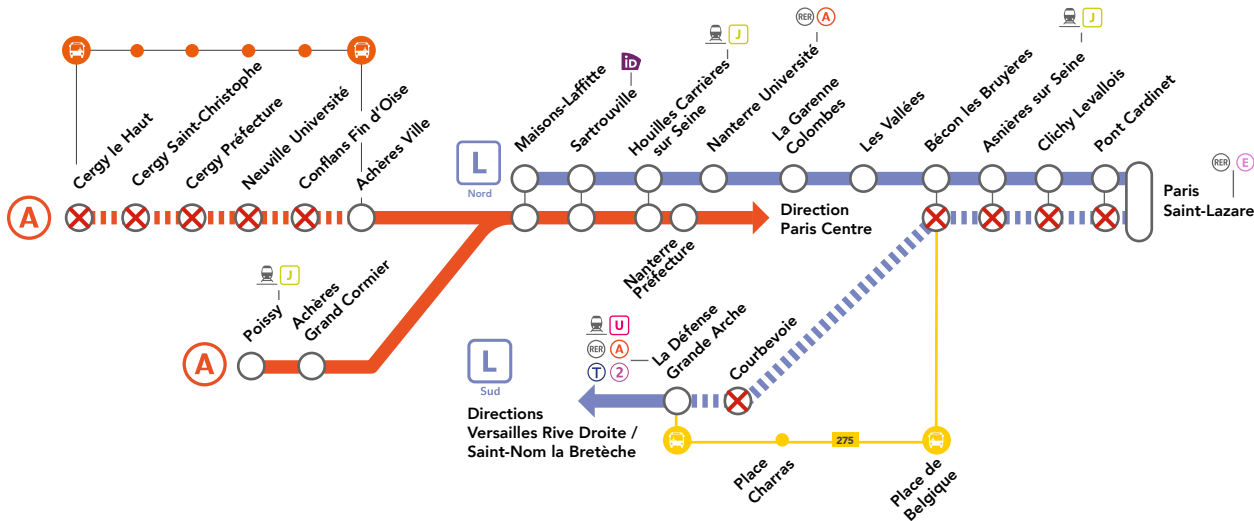 Cergy le Haut
Cergy Saint-Christophe
Cergy Préfecture
Neuville Université
Conflans Fin d'Oise
Achères Ville
A
L
Nord
Maisons-Laffitte
iD
Sartrouville
J
Houilles Carrières
sur Seine
RER A
Nanterre Université
La Garenne
Colombes
Les Vallées
Bécon les Bruyères
J
Asnières sur Seine
Clichy Levallois
Pont Cardinet
RER E
Paris
Saint-Lazare
Direction
Paris Centre
Nanterre
Préfecture
A
J
Poissy
Achères
Grand Cormier
L
Sud
Directions
Versailles Rive Droite /
Saint-Nom la Bretèche
U
RER A
T 2
La Défense
Grande Arche
Courbevoie
275
Place
Charras
Place de
Belgique